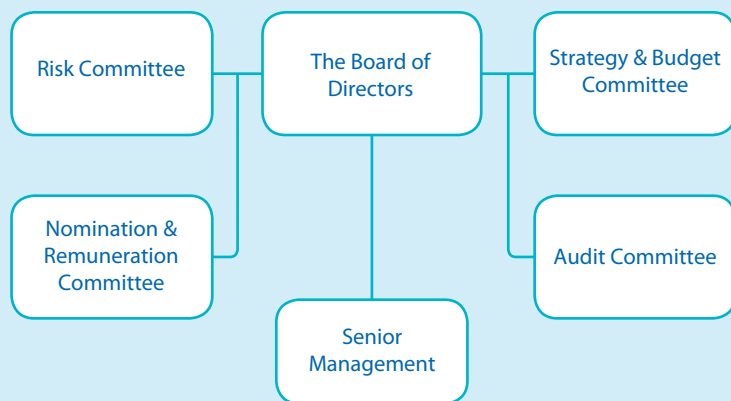 Risk Committee
The Board of
Directors
Strategy & Budget
Committee
Nomination &
Remuneration
Committee
Audit Committee
Senior
Management